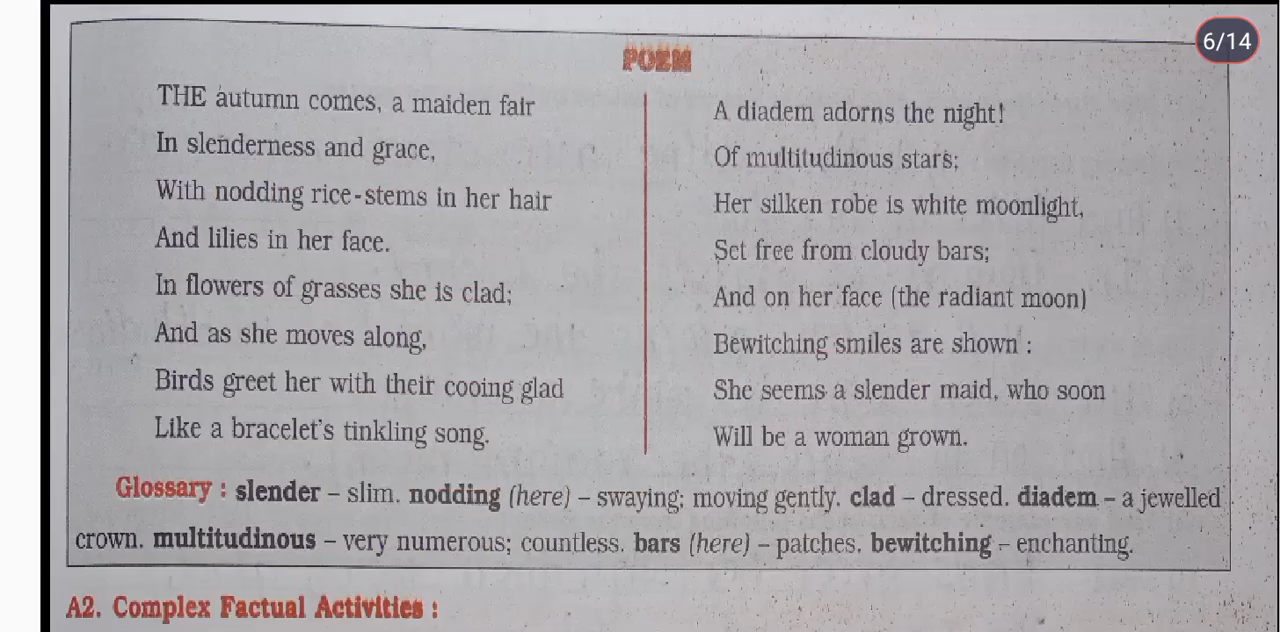 6/14
POEM
THE autumn comes, a maiden fair
In slenderness and grace,
With nodding rice-stems in her hair
And lilies in her face.
In flowers of grasses she is clad;
And as she moves along,
Birds greet her with their cooing glad
Like a bracelet's tinkling song.
A diadem adorns the night!
Of multitudinous stars;
Her silken robe is white moonlight,
Set free from cloudy bars;
And on her face (the radiant moon)
Bewitching smiles are shown :
She seems a slender maid, who soon
Will be a woman grown.
Glossary : slender – slim. nodding (here) – swaying; moving gently. clad – dressed. diadem – a jewelled
crown. multitudinous – very numerous; countless. bars (here) – patches. bewitching – enchanting.
A2. Complex Factual Activities :